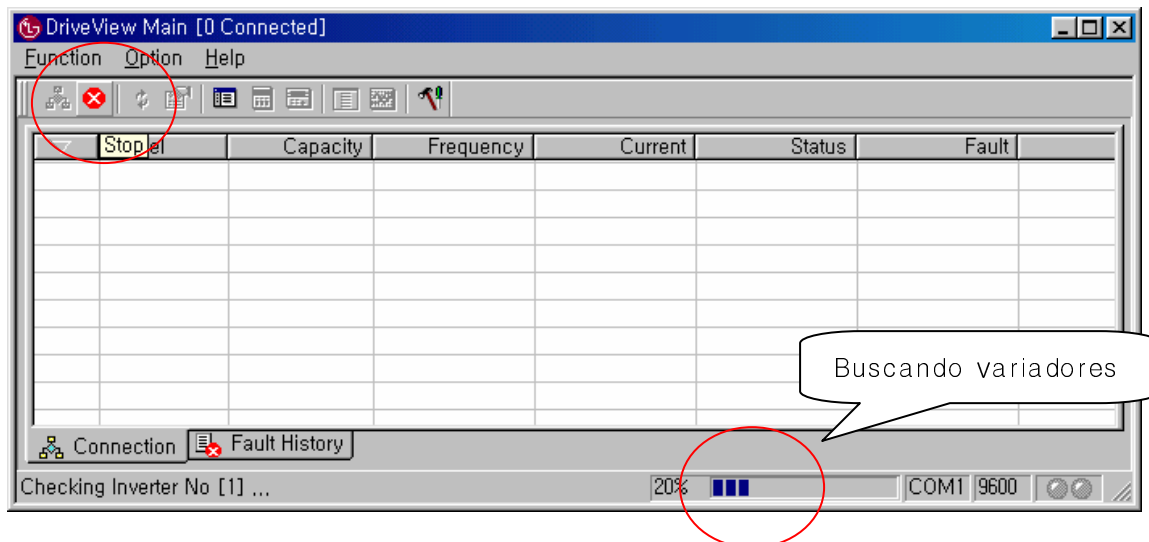 DriveView Main [0 Connected]
Function Option Help
Stop el Capacity Frequency Current Status Fault
Buscando variadores
Connection Fault History
Checking Inverter No [1] ... 20% COM1 9600